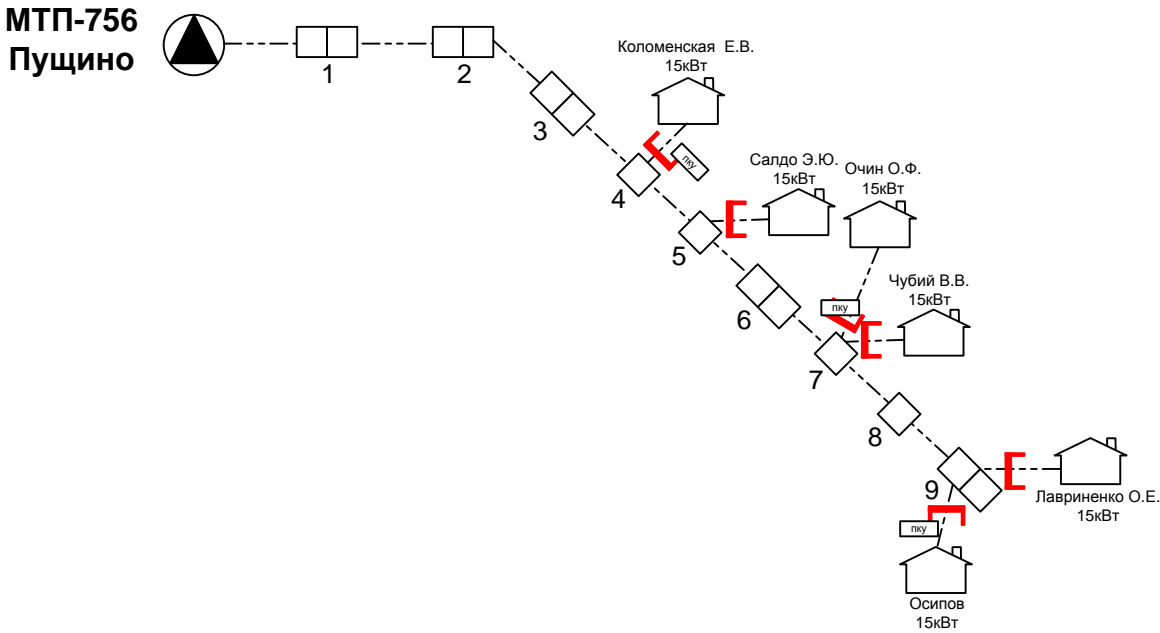 МТП-756
Пущино
1
2
3
Коломенская Е.В.
15кВт
пку
4
Салдо Э.Ю.
15кВт
5
Очин О.Ф.
15кВт
6
пку
Чубий В.В.
15кВт
7
8
9
Лавриненко О.Е.
15кВт
пку
Осипов
15кВт